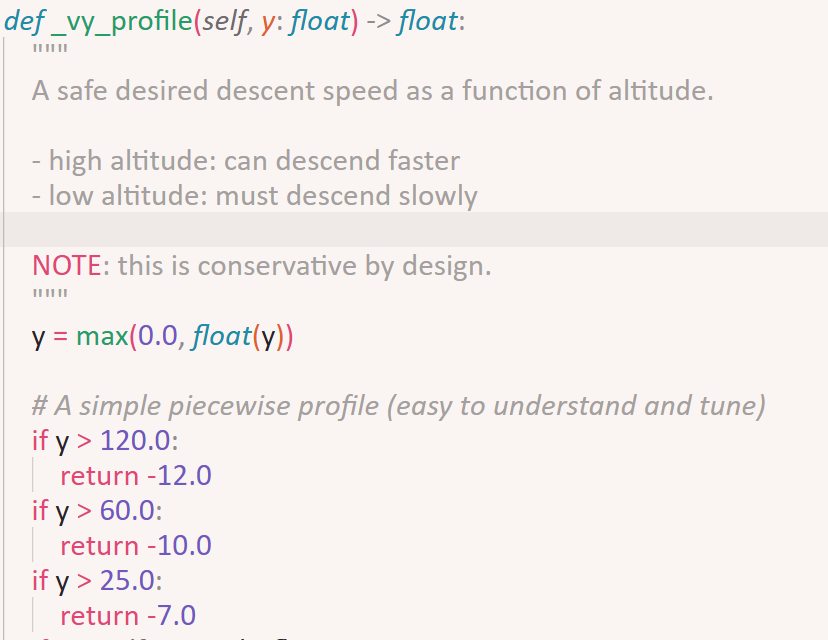 def _vy_profile(self, y: float) -> float:
"""
A safe desired descent speed as a function of altitude.
- high altitude: can descend faster
- low altitude: must descend slowly
NOTE: this is conservative by design.
"""
y = max(0.0, float(y))
# A simple piecewise profile (easy to understand and tune)
if y > 120.0:
return -12.0
if y > 60.0:
return -10.0
if y > 25.0:
return -7.0